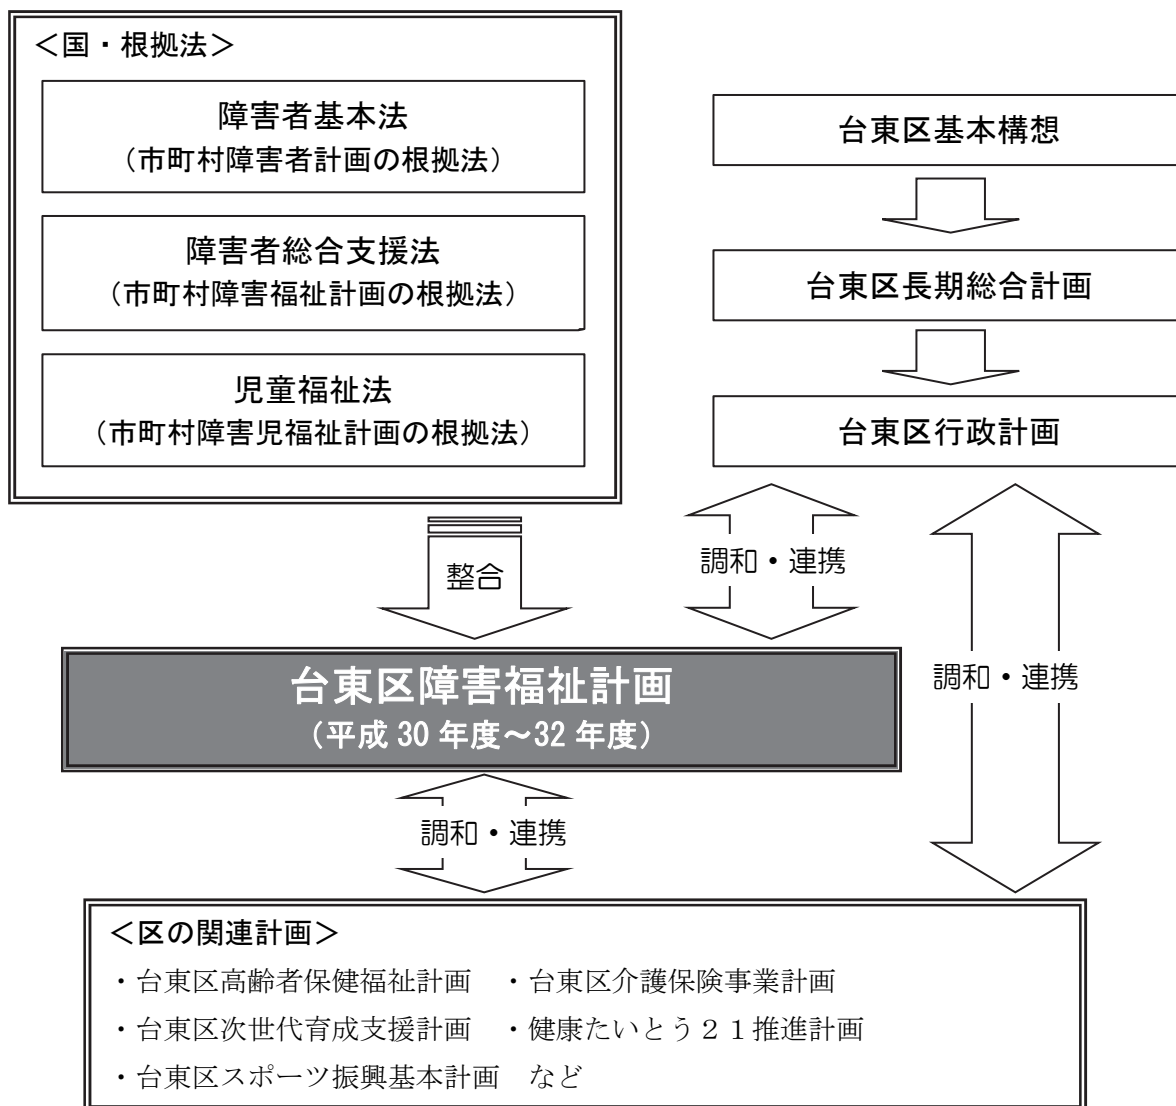 <国・根拠法>
障害者基本法
(市町村障害者計画の根拠法)
障害者総合支援法
(市町村障害福祉計画の根拠法)
児童福祉法
(市町村障害児福祉計画の根拠法)
台東区基本構想
台東区長期総合計画
台東区行政計画
整合
調和・連携
調和・連携
台東区障害福祉計画
(平成 30 年度~32 年度)
調和・連携
<区の関連計画>
・台東区高齢者保健福祉計画 ・台東区介護保険事業計画
・台東区次世代育成支援計画 ・健康たいとう21推進計画
・台東区スポーツ振興基本計画 など